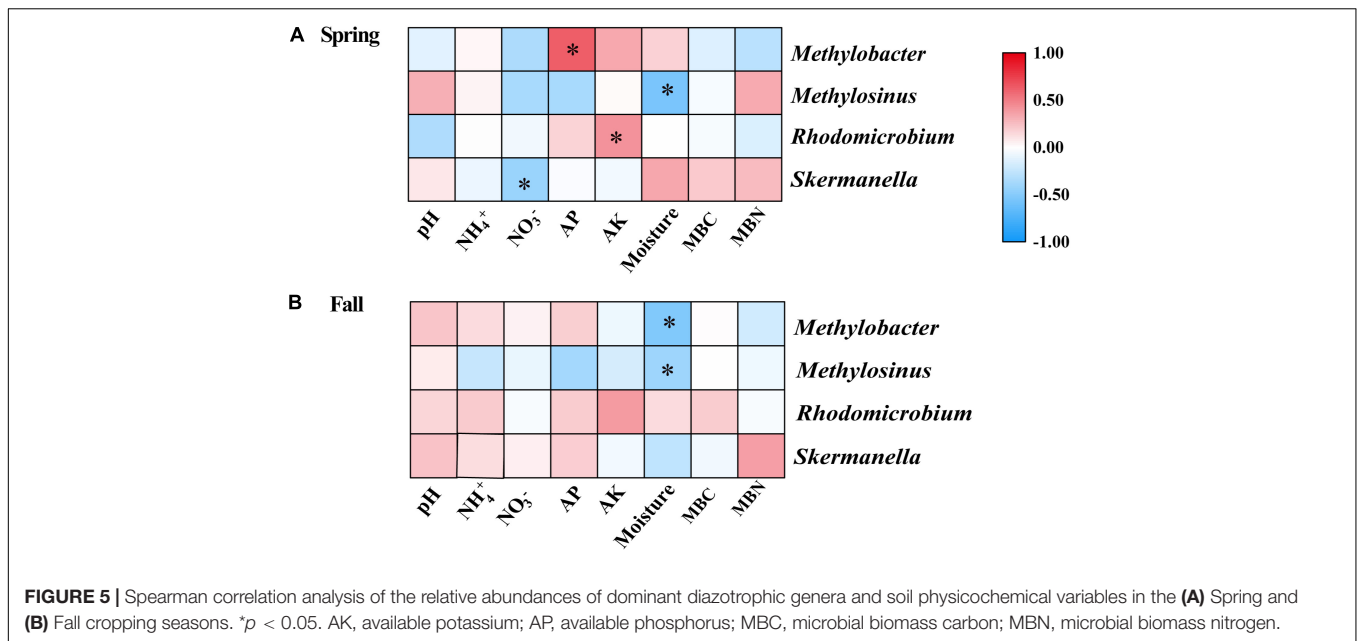 A Spring
* Methylobacter
* Methylosinus
* Rhodomicrobium
* Skermanella
pH NH₄⁺ NO₃⁻ AP AK Moisture MBC MBN
1.00
0.50
0.00
-0.50
-1.00
B Fall
* Methylobacter
* Methylosinus
Rhodomicrobium
Skermanella
pH NH₄⁺ NO₃⁻ AP AK Moisture MBC MBN
FIGURE 5 | Spearman correlation analysis of the relative abundances of dominant diazotrophic genera and soil physicochemical variables in the (A) Spring and
(B) Fall cropping seasons. *p < 0.05. AK, available potassium; AP, available phosphorus; MBC, microbial biomass carbon; MBN, microbial biomass nitrogen.